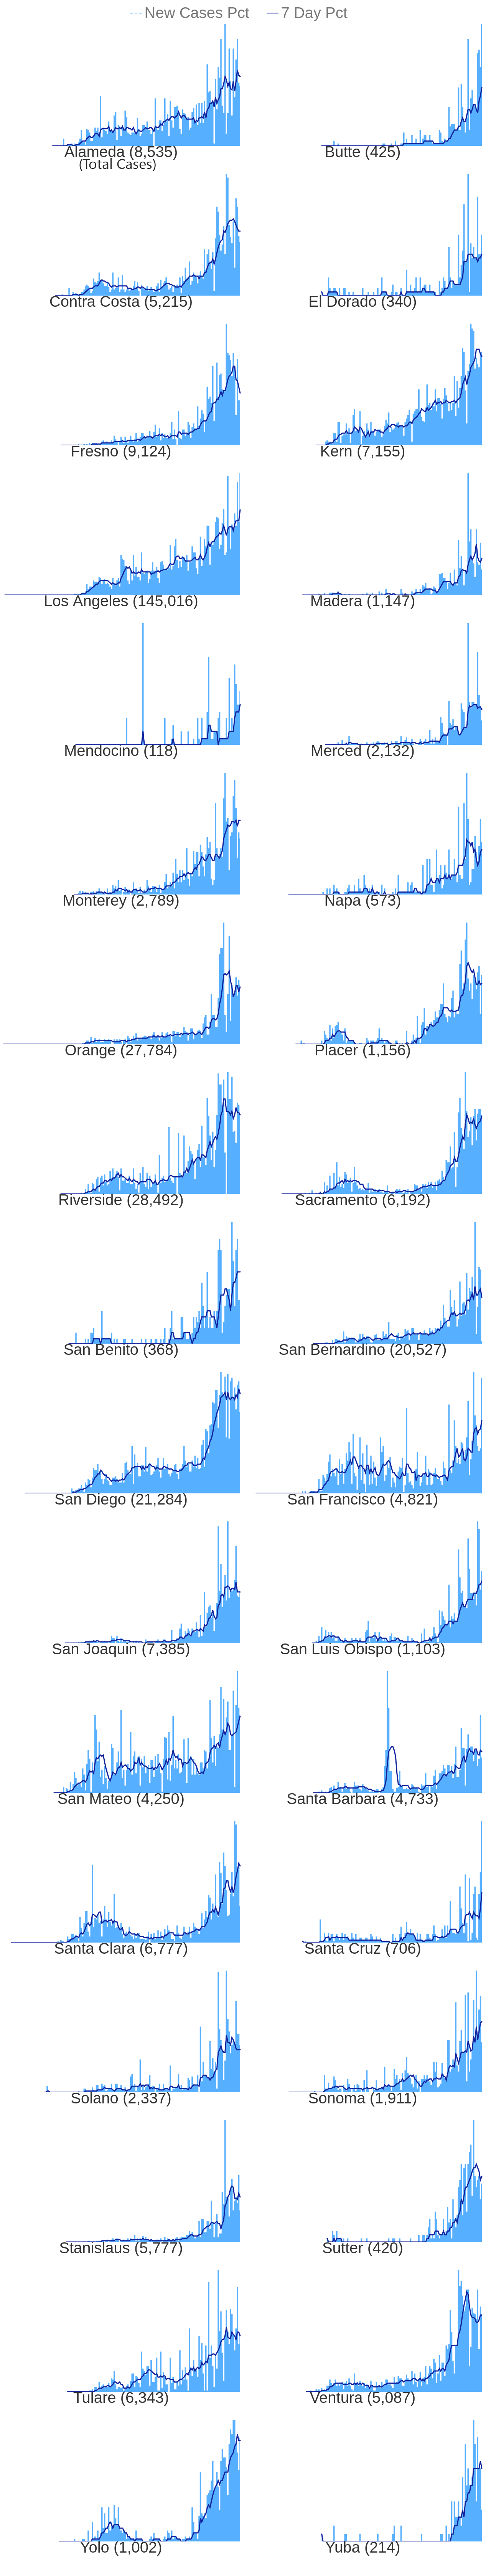 New Cases Pct 7 Day Pct
Alameda (8,535) Butte (425)
(Total Cases)
Contra Costa (5,215) El Dorado (340)
Fresno (9,124) Kern (7,155)
Los Angeles (145,016) Madera (1,147)
Mendocino (118) Merced (2,132)
Monterey (2,789) Napa (573)
Orange (27,784) Placer (1,156)
Riverside (28,492) Sacramento (6,192)
San Benito (368) San Bernardino (20,527)
San Diego (21,284) San Francisco (4,821)
San Joaquin (7,385) San Luis Obispo (1,103)
San Mateo (4,250) Santa Barbara (4,733)
Santa Clara (6,777) Santa Cruz (706)
Solano (2,337) Sonoma (1,911)
Stanislaus (5,777) Sutter (420)
Tulare (6,343) Ventura (5,087)
Yolo (1,002) Yuba (214)